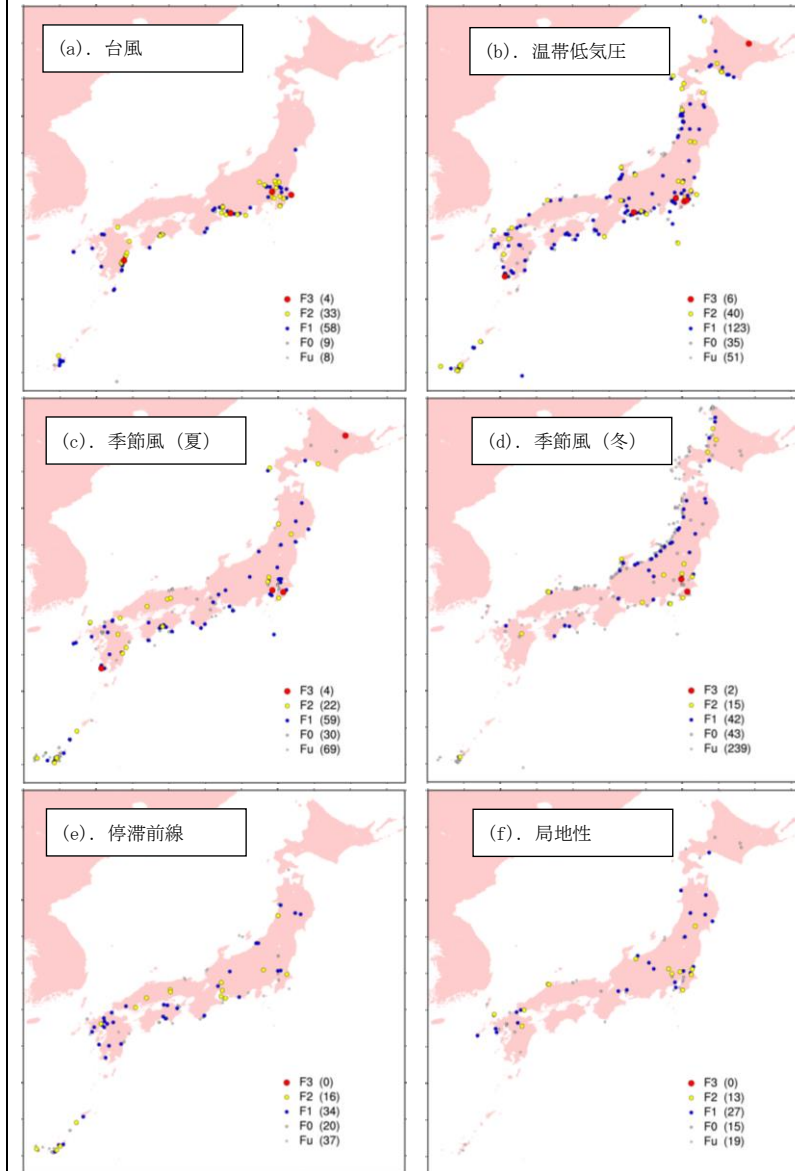 (a). 台風
F3 (4)
F2 (33)
F1 (58)
F0 (9)
Fu (8)
(b). 温帯低気圧
F3 (6)
F2 (40)
F1 (123)
F0 (35)
Fu (51)
(c). 季節風 (夏)
F3 (4)
F2 (22)
F1 (59)
F0 (30)
Fu (69)
(d). 季節風 (冬)
F3 (2)
F2 (15)
F1 (42)
F0 (43)
Fu (239)
(e). 停滞前線
F3 (0)
F2 (16)
F1 (34)
F0 (20)
Fu (37)
(f). 局地性
F3 (0)
F2 (13)
F1 (27)
F0 (15)
Fu (19)